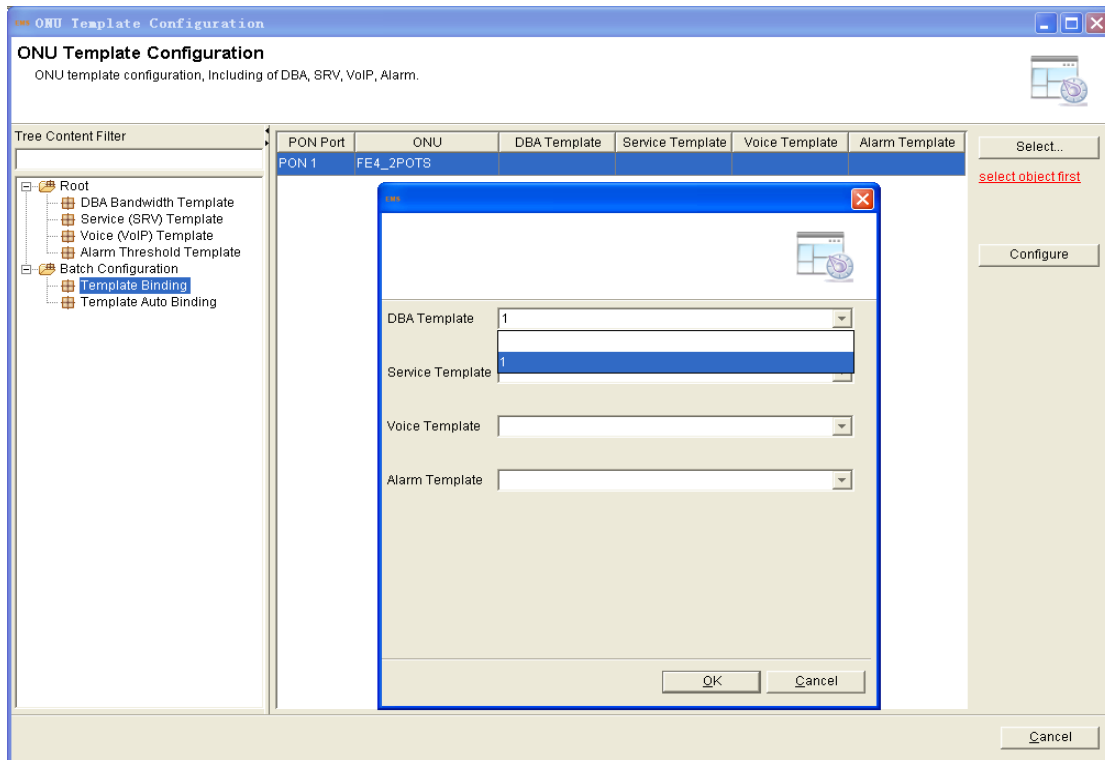 ONU Template Configuration
ONU Template Configuration
ONU template configuration, Including of DBA, SRV, VoIP, Alarm.
Tree Content Filter
Root
DBA Bandwidth Template
Service (SRV) Template
Voice (VoIP) Template
Alarm Threshold Template
Batch Configuration
Template Binding
Template Auto Binding
PON Port ONU DBA Template Service Template Voice Template Alarm Template
PON 1 FE4_2POTS
Select...
select object first
Configure
DBA Template 1
1
Service Template
Voice Template
Alarm Template
OK Cancel
Cancel